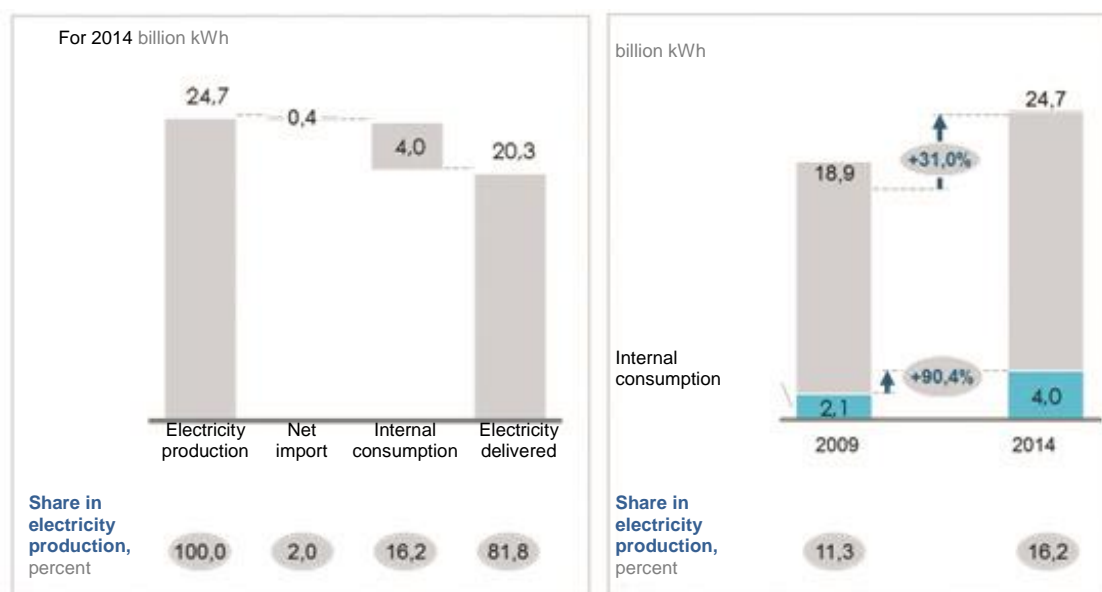 For 2014 billion kWh
24,7
0,4
4,0
20,3
Electricity
production
Net
import
Internal
consumption
Electricity
delivered
Share in
electricity
production,
percent
100,0
2,0
16,2
81,8
billion kWh
24,7
+31,0%
18,9
Internal
consumption
+90,4%
2,1
4,0
2009
2014
Share in
electricity
production,
percent
11,3
16,2